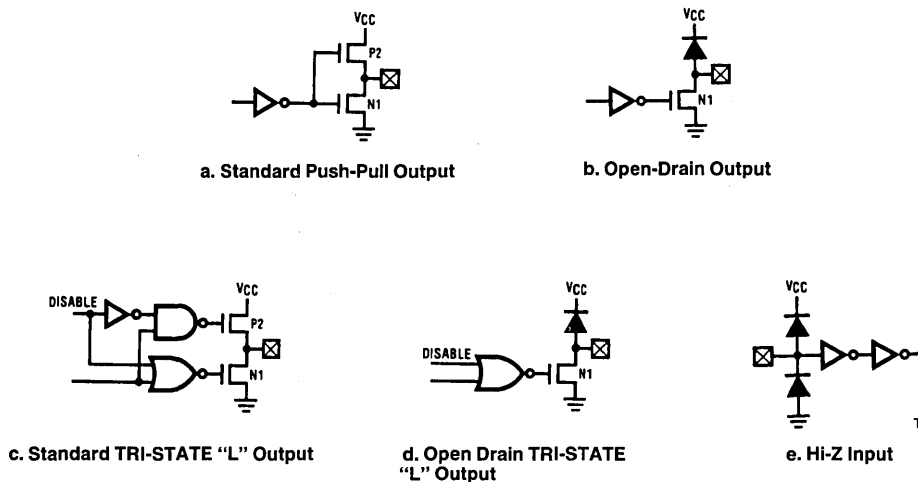 VCC
P2
N1
a. Standard Push-Pull Output
VCC
N1
b. Open-Drain Output
DISABLE
VCC
P2
N1
c. Standard TRI-STATE “L” Output
DISABLE
VCC
N1
d. Open Drain TRI-STATE
“L” Output
VCC
e. Hi-Z Input
T